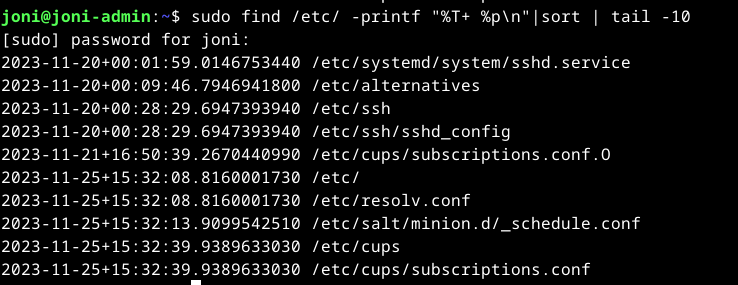 joni@joni-admin:~$ sudo find /etc/ -printf "%T+ %p\n"|sort | tail -10
[sudo] password for joni:
2023-11-20+00:01:59.0146753440 /etc/systemd/system/sshd.service
2023-11-20+00:09:46.7946941800 /etc/alternatives
2023-11-20+00:28:29.6947393940 /etc/ssh
2023-11-20+00:28:29.6947393940 /etc/ssh/sshd_config
2023-11-21+16:50:39.2670440990 /etc/cups/subscriptions.conf.O
2023-11-25+15:32:08.8160001730 /etc/
2023-11-25+15:32:08.8160001730 /etc/resolv.conf
2023-11-25+15:32:13.9099542510 /etc/salt/minion.d/_schedule.conf
2023-11-25+15:32:39.9389633030 /etc/cups
2023-11-25+15:32:39.9389633030 /etc/cups/subscriptions.conf